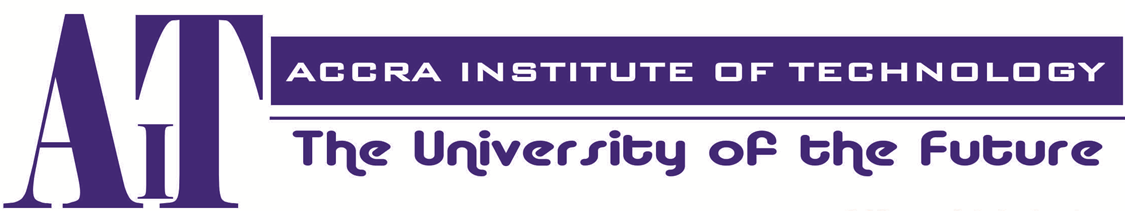 AIT
ACCRA INSTITUTE OF TECHNOLOGY
The University of the Future